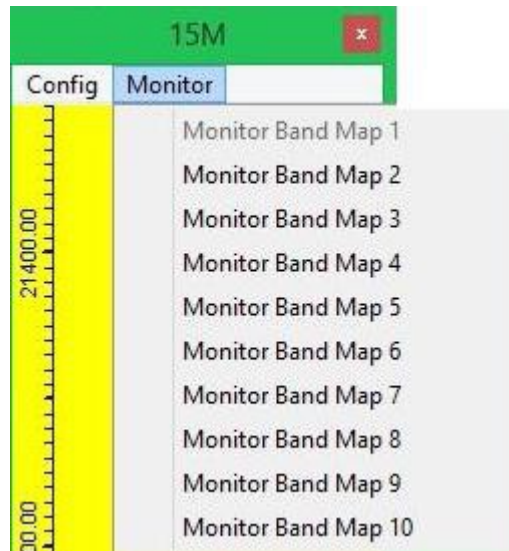 15M
x
Config Monitor
Monitor Band Map 1
Monitor Band Map 2
Monitor Band Map 3
21400.00
Monitor Band Map 4
Monitor Band Map 5
Monitor Band Map 6
Monitor Band Map 7
Monitor Band Map 8
Monitor Band Map 9
Monitor Band Map 10
00.00